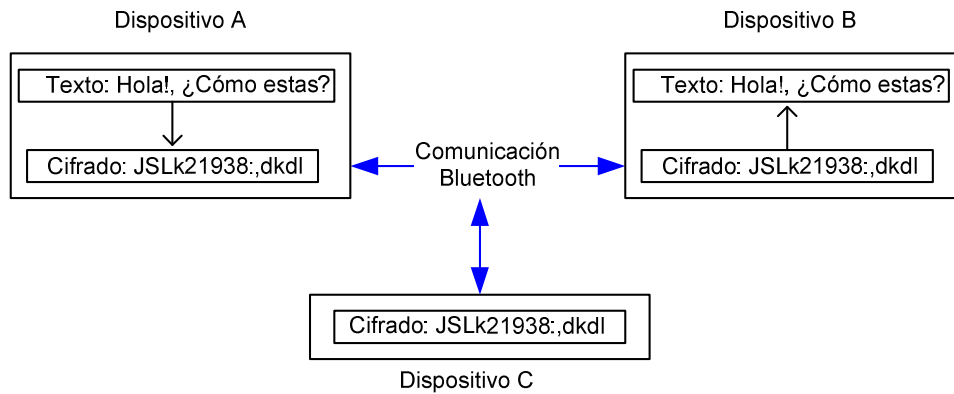 Dispositivo A
Dispositivo B
Texto: Hola!, ¿Cómo estas?
Texto: Hola!, ¿Cómo estas?
Cifrado: JSLk21938:,dkdl
Comunicación
Bluetooth
Cifrado: JSLk21938:,dkdl
Cifrado: JSLk21938:,dkdl
Dispositivo C